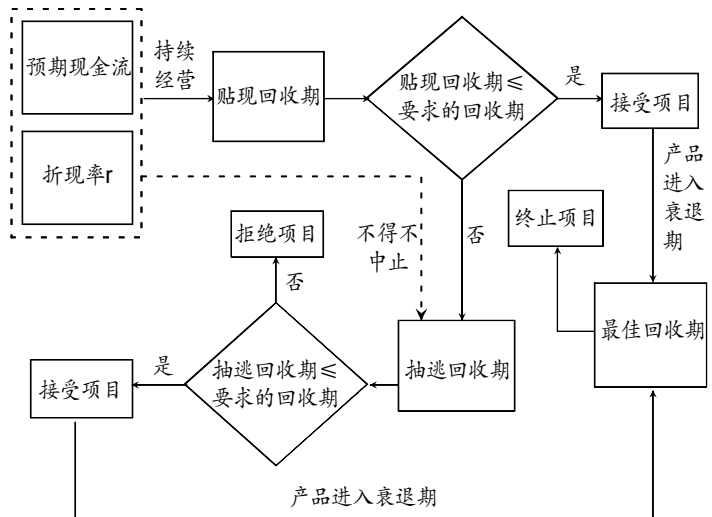 预期现金流
折现率r
持续
经营
贴现回收期
贴现回收期≤
要求的回收期
是
接受项目
产品
进入
衰退
期
否
不得不
中止
终止项目
最佳回收期
拒绝项目
否
抽逃回收期≤
要求的回收期
抽逃回收期
是
接受项目
产品进入衰退期